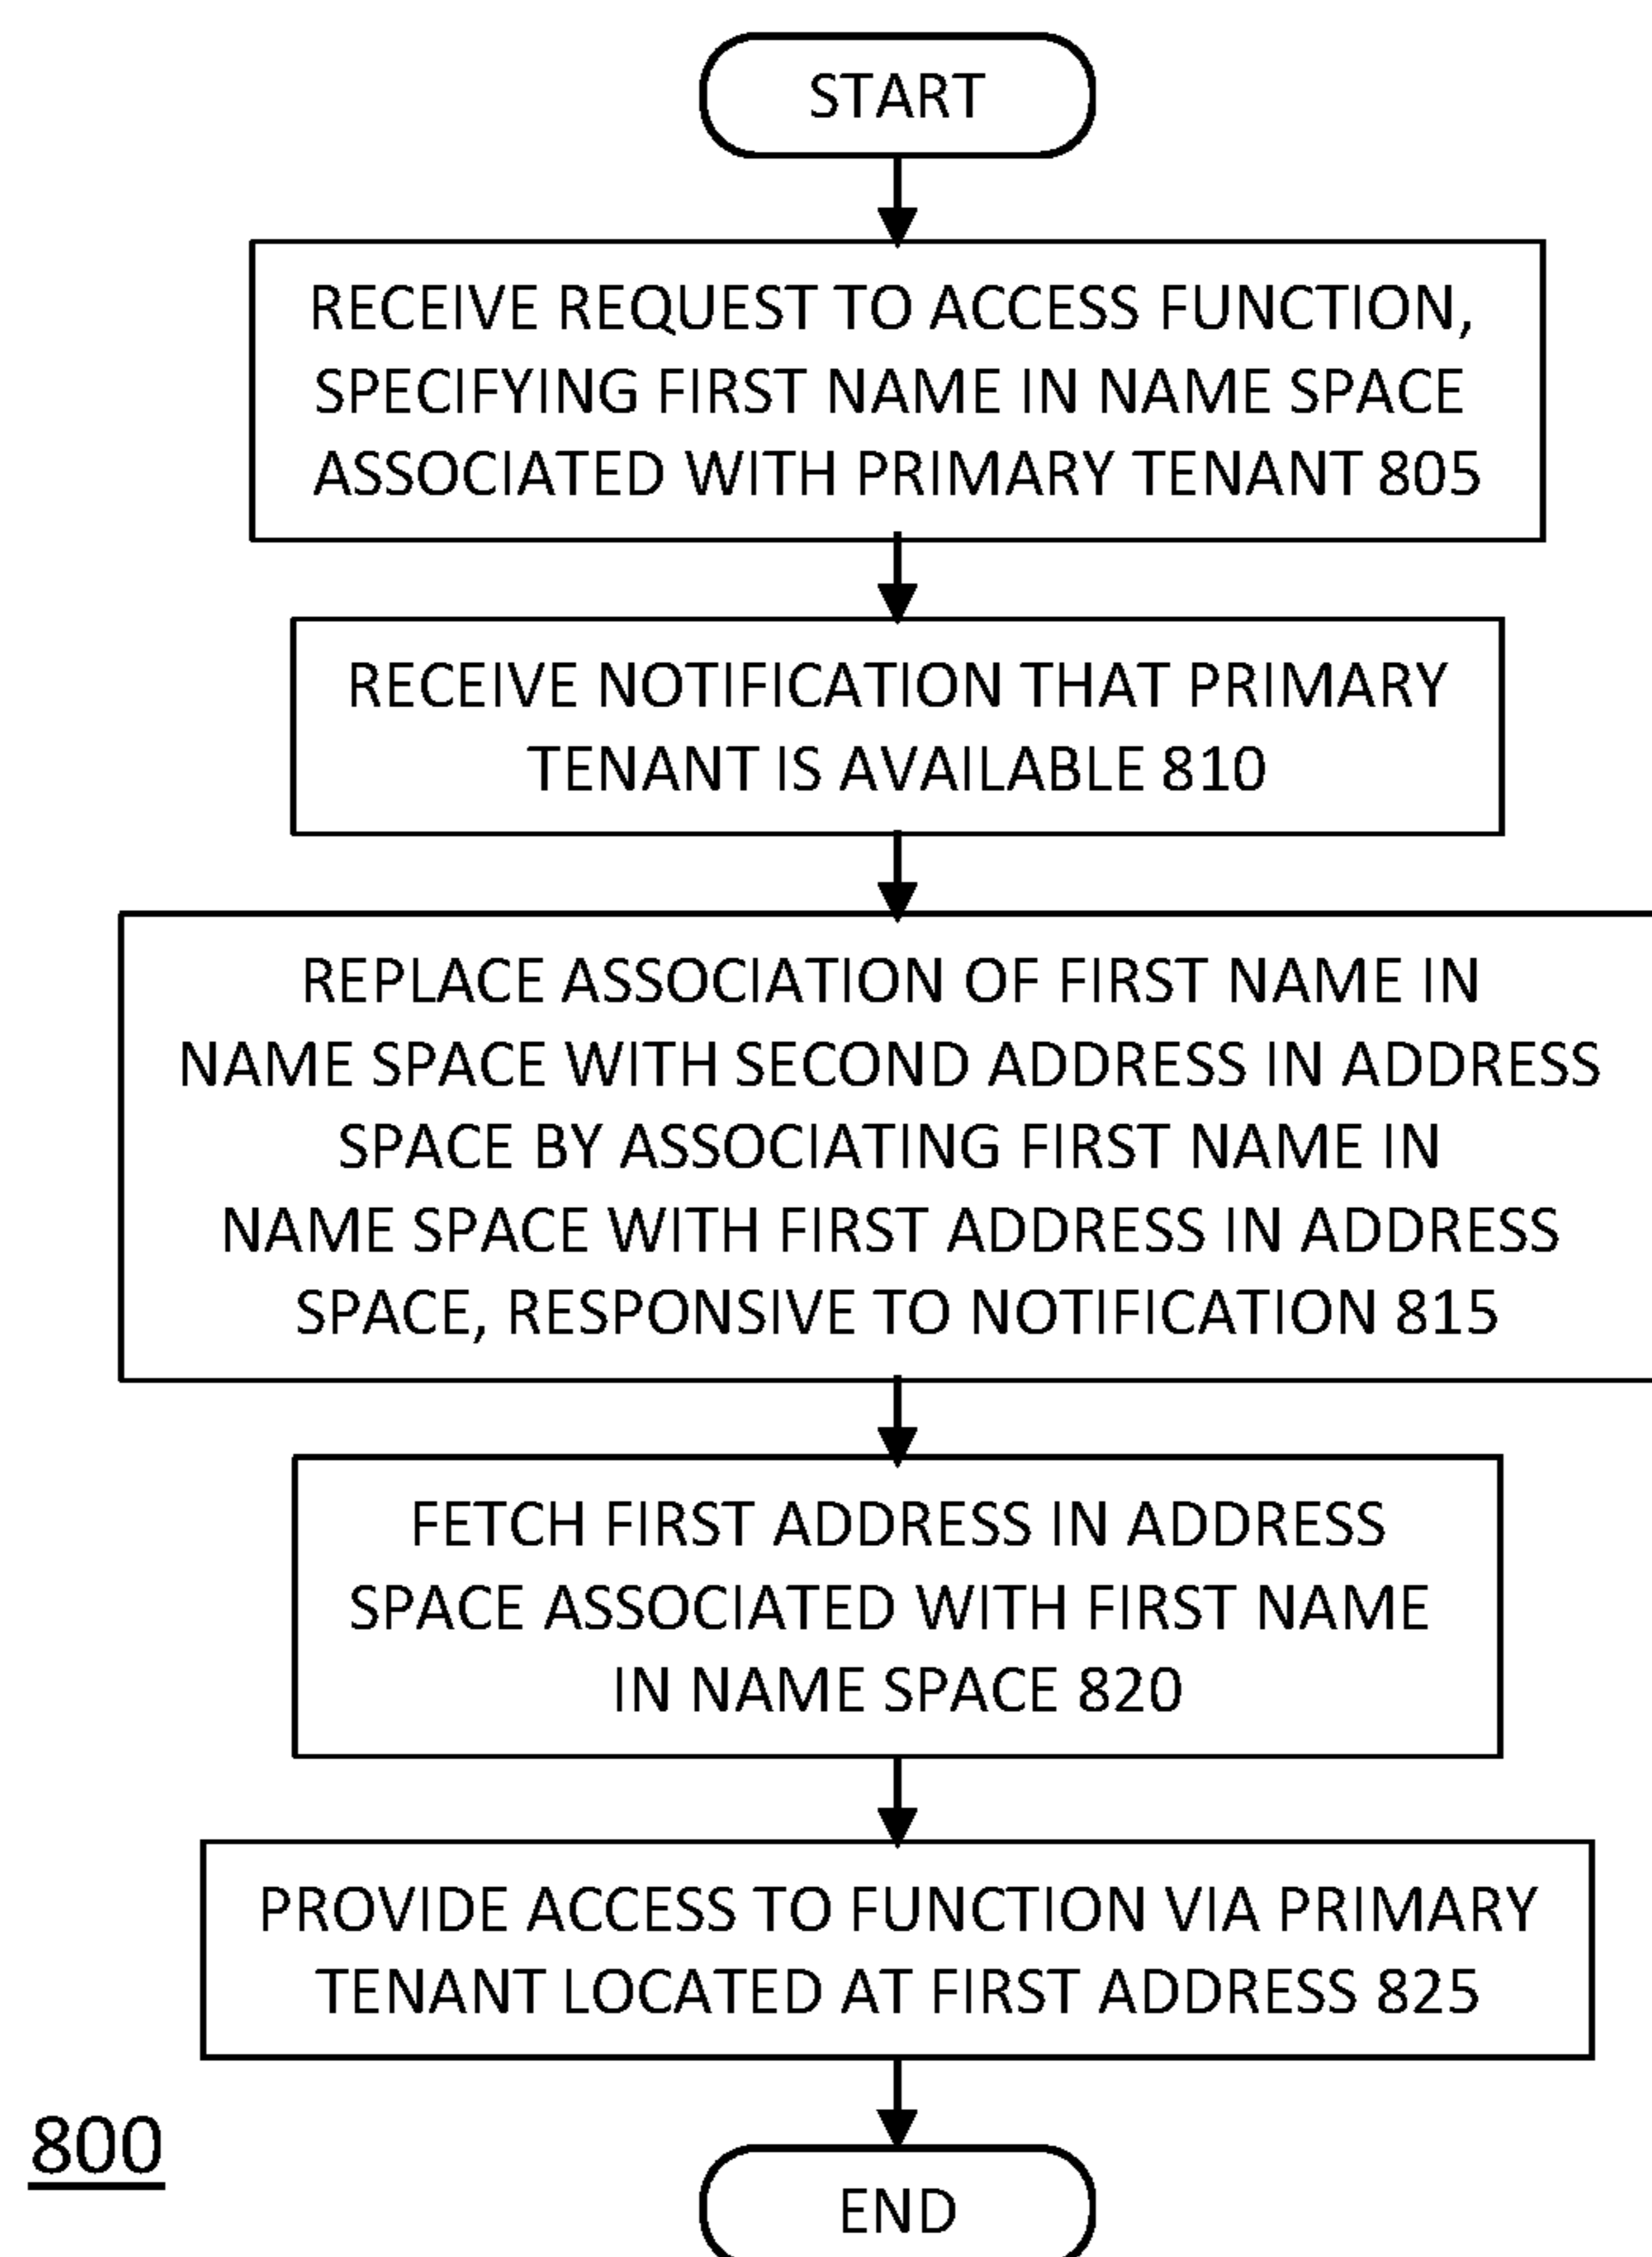 START
RECEIVE REQUEST TO ACCESS FUNCTION,
SPECIFYING FIRST NAME IN NAME SPACE
ASSOCIATED WITH PRIMARY TENANT 805
RECEIVE NOTIFICATION THAT PRIMARY
TENANT IS AVAILABLE 810
REPLACE ASSOCIATION OF FIRST NAME IN
NAME SPACE WITH SECOND ADDRESS IN ADDRESS
SPACE BY ASSOCIATING FIRST NAME IN
NAME SPACE WITH FIRST ADDRESS IN ADDRESS
SPACE, RESPONSIVE TO NOTIFICATION 815
FETCH FIRST ADDRESS IN ADDRESS
SPACE ASSOCIATED WITH FIRST NAME
IN NAME SPACE 820
PROVIDE ACCESS TO FUNCTION VIA PRIMARY
TENANT LOCATED AT FIRST ADDRESS 825
800
END